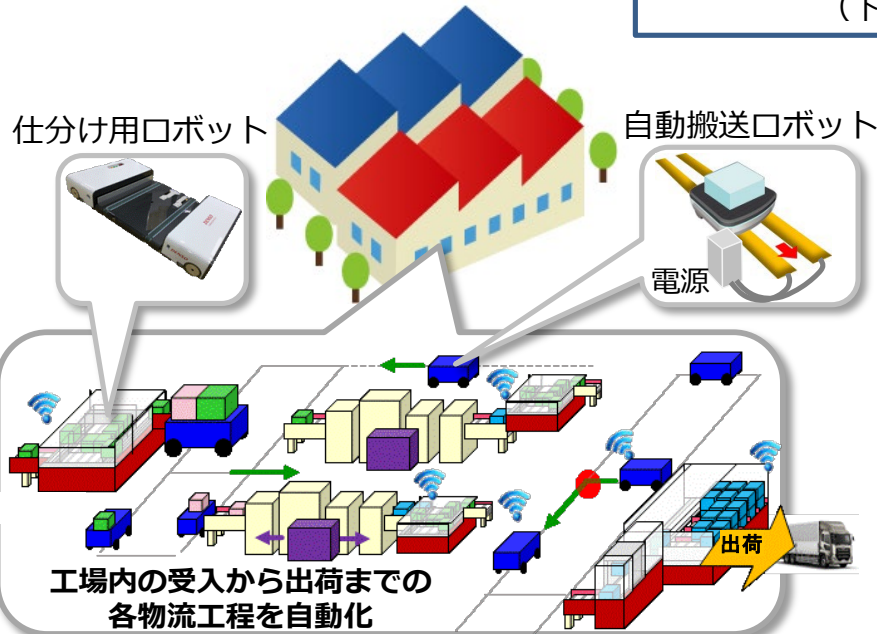 （ト
仕分け用ロボット
自動搬送ロボット
電源
出荷
工場内の受入から出荷までの
各物流工程を自動化